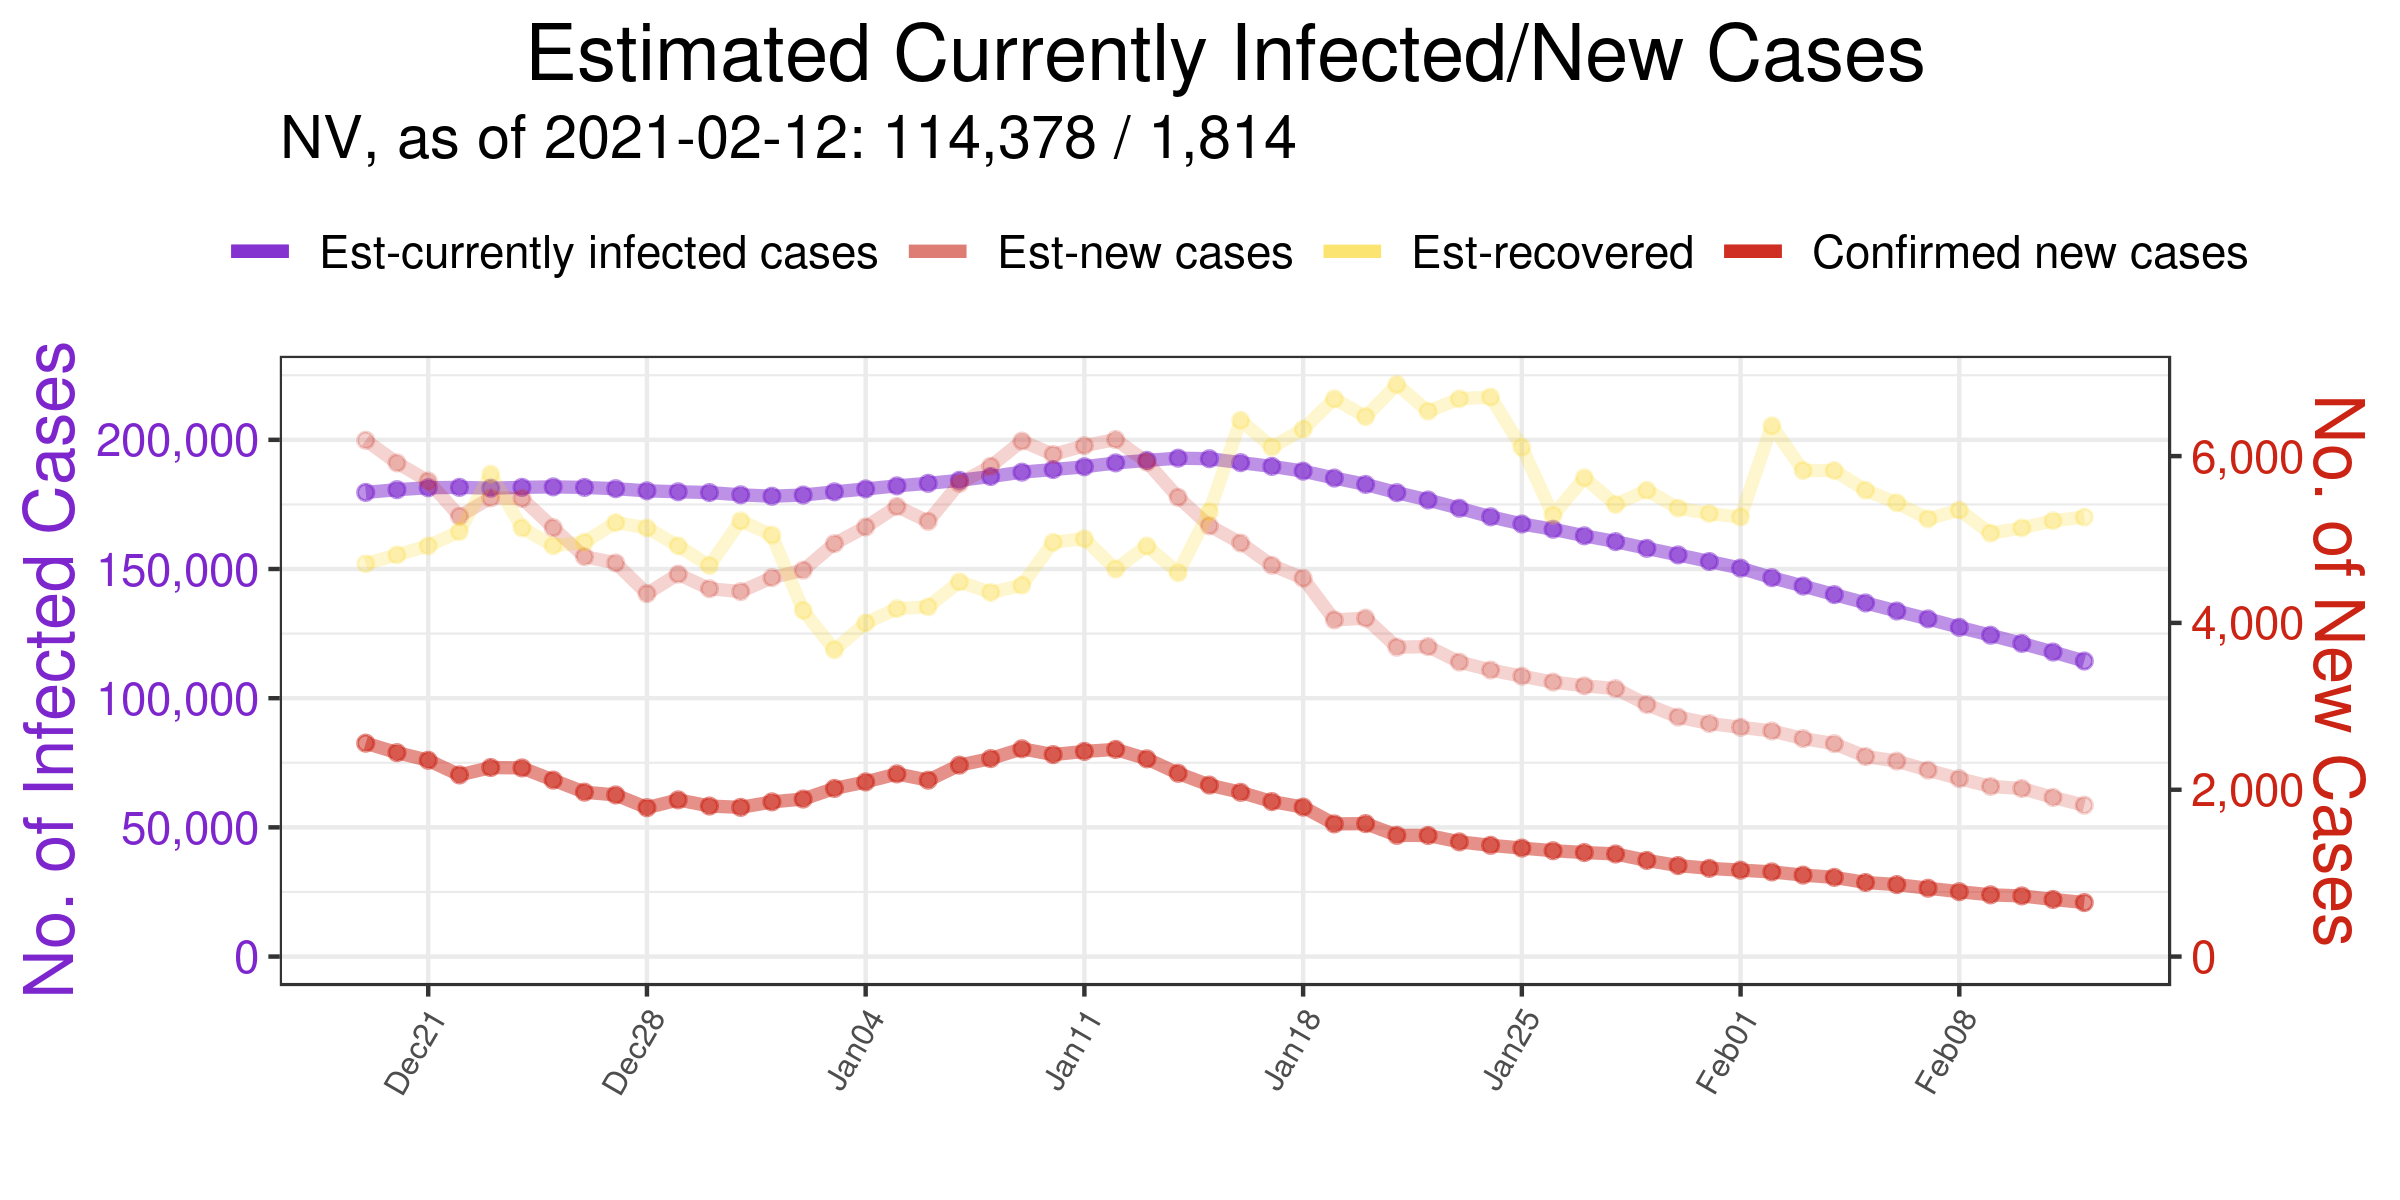 Estimated Currently Infected/New Cases
NV, as of 2021-02-12: 114,378 / 1,814
Est-currently infected cases Est-new cases Est-recovered Confirmed new cases
No. of Infected Cases
200,000
150,000
100,000
50,000
0
6,000
4,000
2,000
0
No. of New Cases
Dec21 Dec28 Jan04 Jan11 Jan18 Jan25 Feb01 Feb08